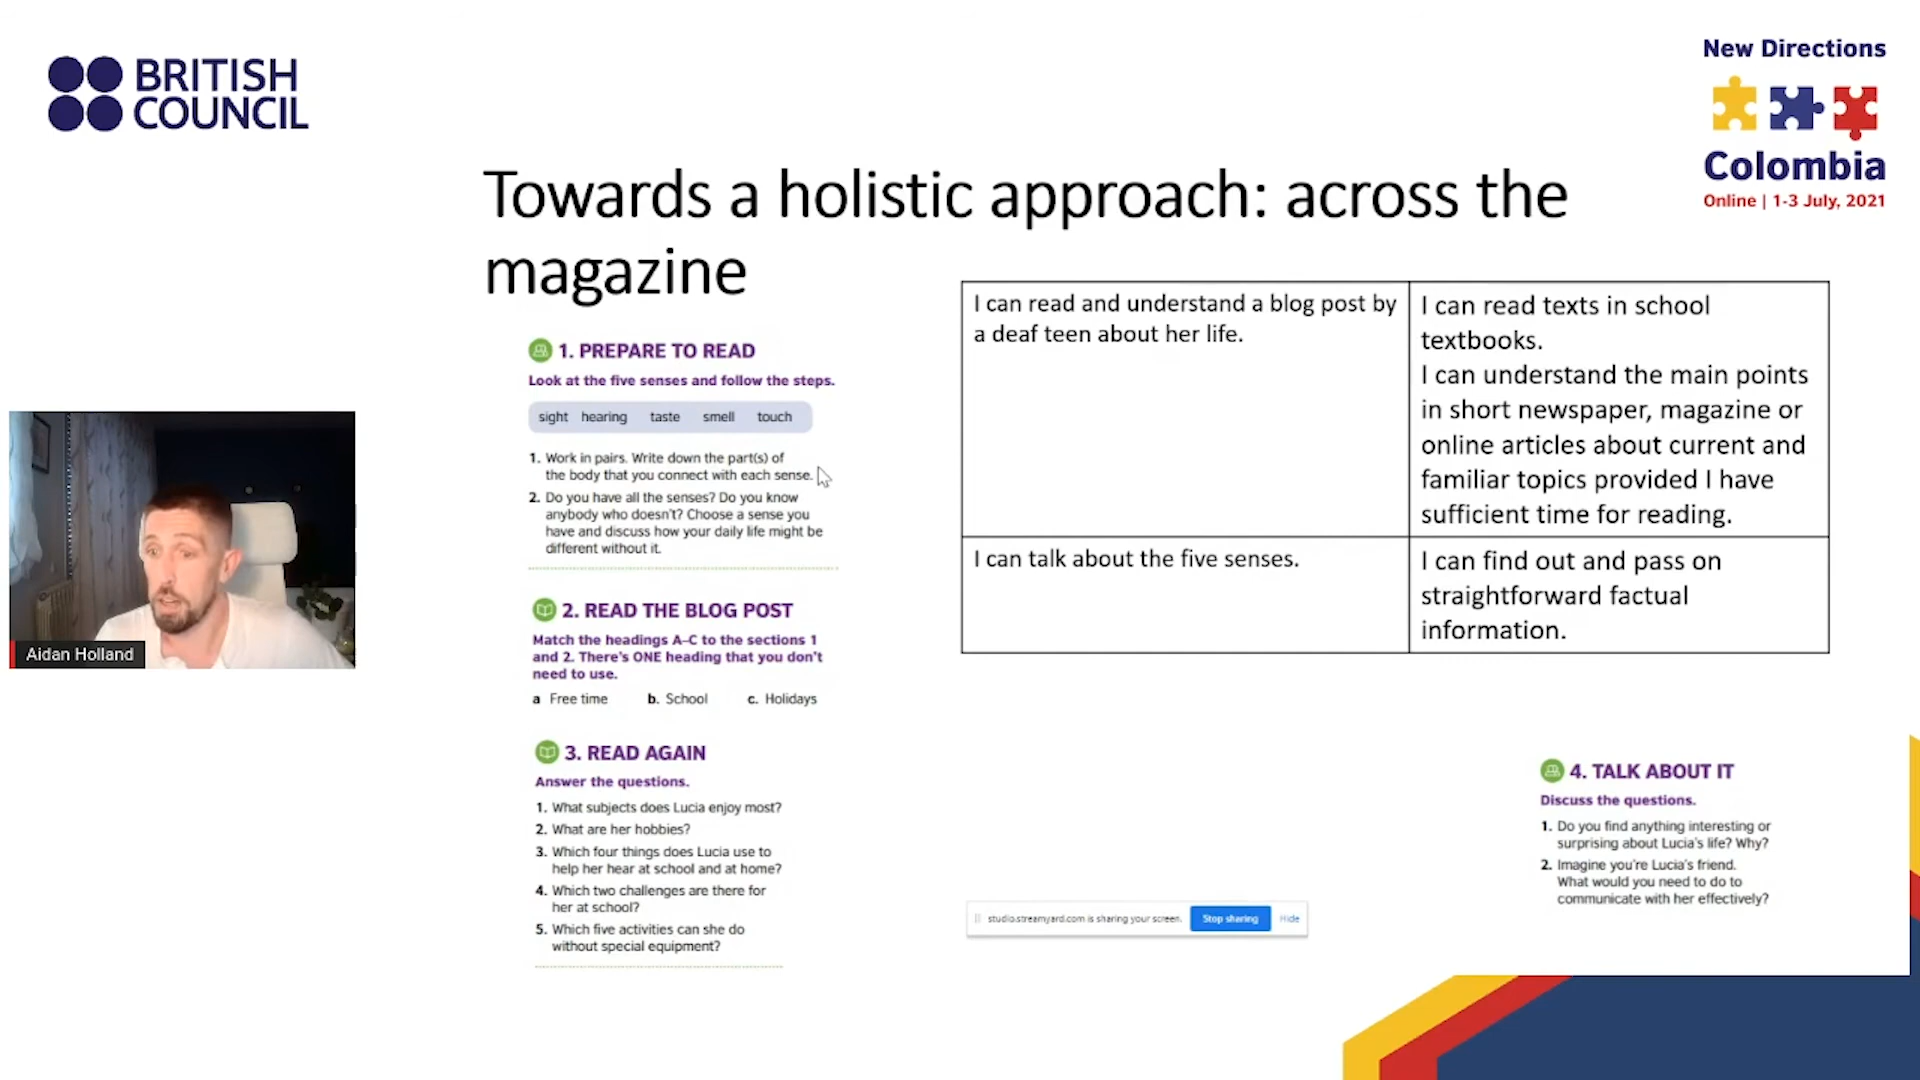 BRITISH
COUNCIL
New Directions
Colombia
Online | 1-3 July, 2021
Towards a holistic approach: across the
magazine
1. PREPARE TO READ
Look at the five senses and follow the steps.
sight hearing taste smell touch
1. Work in pairs. Write down the part(s) of
the body that you connect with each sense.
2. Do you have all the senses? Do you know
anybody who doesn't? Choose a sense you
have and discuss how your daily life might be
different without it.
2. READ THE BLOG POST
Match the headings A–C to the sections 1
and 2. There's ONE heading that you don't
need to use.
a Free time b. School c. Holidays
3. READ AGAIN
Answer the questions.
1. What subjects does Lucia enjoy most?
2. What are her hobbies?
3. Which four things does Lucia use to
help her hear at school and at home?
4. Which two challenges are there for
her at school?
5. Which five activities can she do
without special equipment?
I can read and understand a blog post by
a deaf teen about her life.
I can read texts in school
textbooks.
I can understand the main points
in short newspaper, magazine or
online articles about current and
familiar topics provided I have
sufficient time for reading.
I can talk about the five senses.
I can find out and pass on
straightforward factual
information.
4. TALK ABOUT IT
Discuss the questions.
1. Do you find anything interesting or
surprising about Lucia's life? Why?
2. Imagine you're Lucia's friend.
What would you need to do to
communicate with her effectively?
studio.streamyard.com is sharing your screen. Stop sharing Hide
Aidan Holland